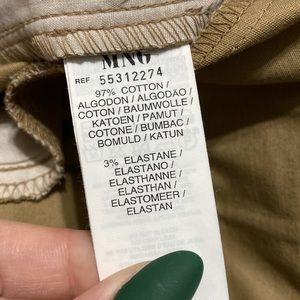 MNG
REF 55312274
97% COTTON /
ALGODON / ALGODÃO /
COTON / BAUMWOLLE /
KATOEN / PAMUT /
COTONE / BUMBAC /
BOMULD / KATUN
3% ELASTANE /
ELASTANO /
ELASTHANNE /
ELASTHAN /
ELASTOMEER /
ELASTAN